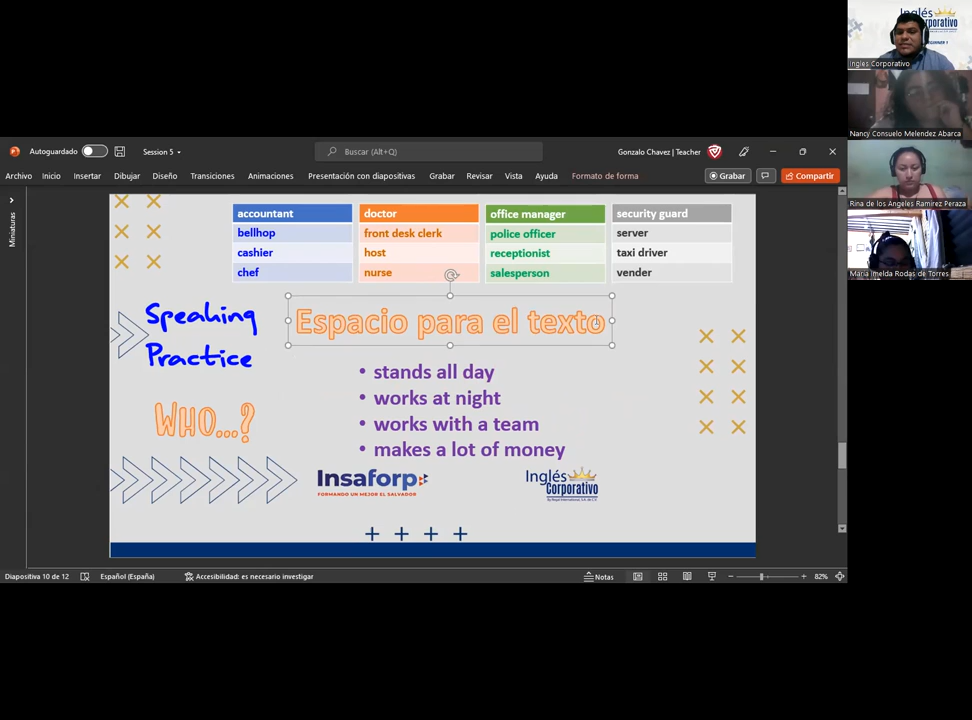 Autoguardado
Session 5
Buscar (Alt+Q)
Gonzalo Chavez | Teacher
Archivo Inicio Insertar Dibujar Diseño Transiciones Animaciones Presentación con diapositivas Grabar Revisar Vista Ayuda Formato de forma Grabar Compartir
Miniaturas
accountant doctor office manager security guard
bellhop front desk clerk police officer server
cashier host receptionist taxi driver
chef nurse salesperson vender
Speaking
Practice
Espacio para el texto
WHO...?
• stands all day
• works at night
• works with a team
• makes a lot of money
Insaforp
FORMANDO UN MEJOR EL SALVADOR
Inglés
Corporativo
Diapositiva 10 de 12 Español (España) Accesibilidad: es necesario investigar Notas 82%
Inglés
Corporativo
Ingles Corporativo
Nancy Consuelo Melendez Abarca
Rina de los Angeles Ramirez Peraza
Maria Imelda Rodas de Torres